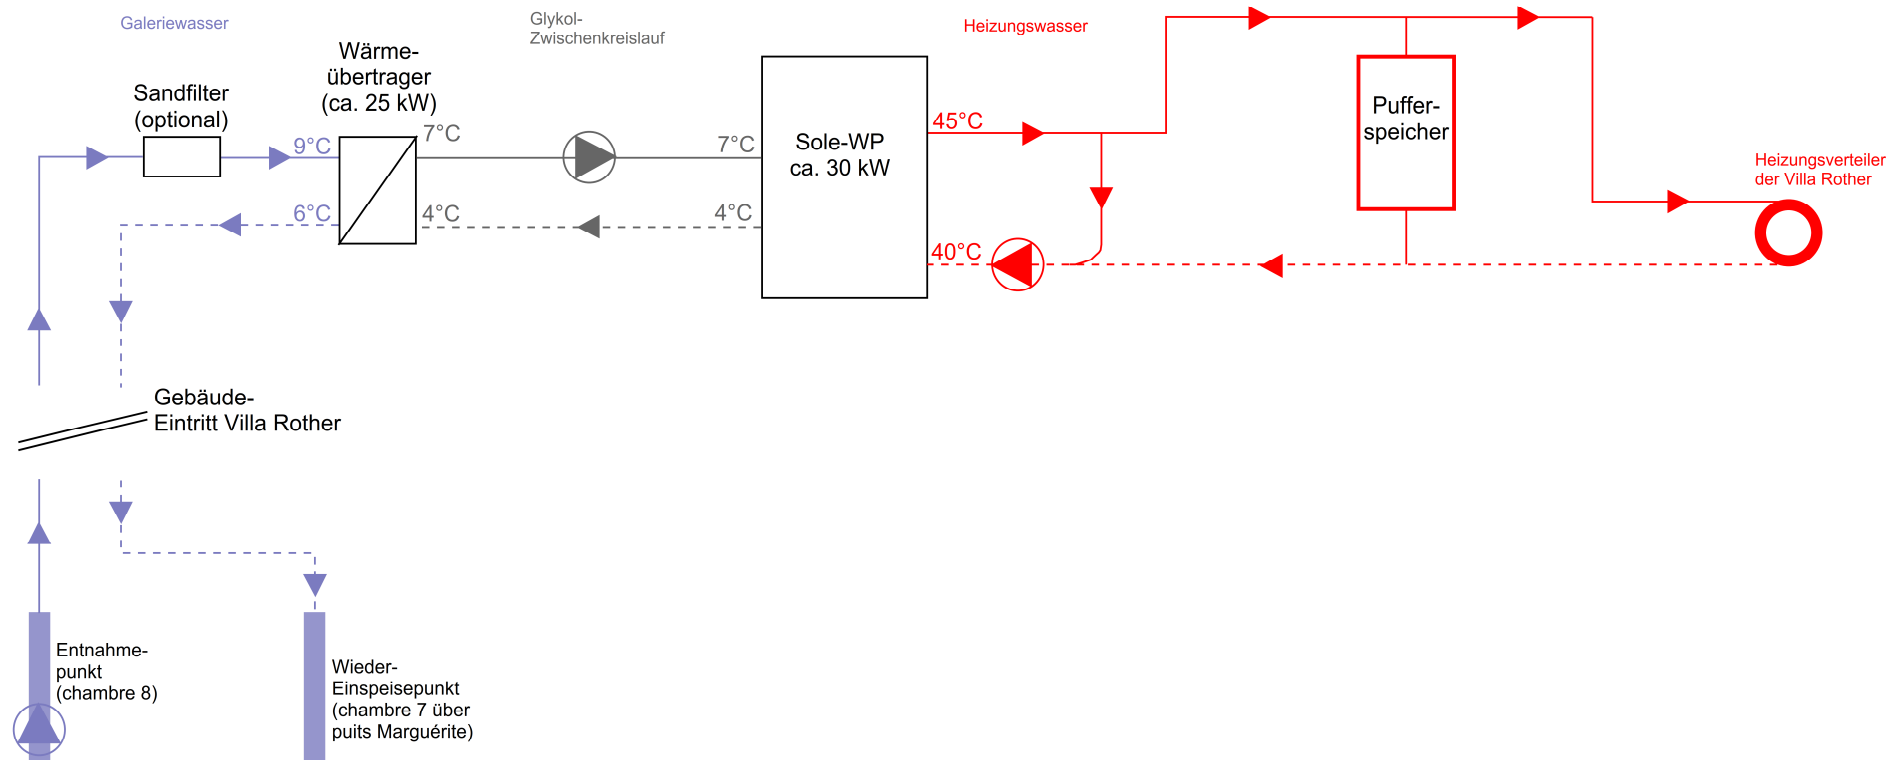 Galeriewasser
Glykol-
Zwischenkreislauf
Heizungswasser
Wärme-
übertrager
(ca. 25 kW)
Sandfilter
(optional)
9°C
7°C
7°C
6°C
4°C
4°C
Sole-WP
ca. 30 kW
45°C
40°C
Puffer-
speicher
Heizungsverteiler
der Villa Rother
Gebäude-
Eintritt Villa Rother
Entnahme-
punkt
(chambre 8)
Wieder-
Einspeisepunkt
(chambre 7 über
puits Marguérite)